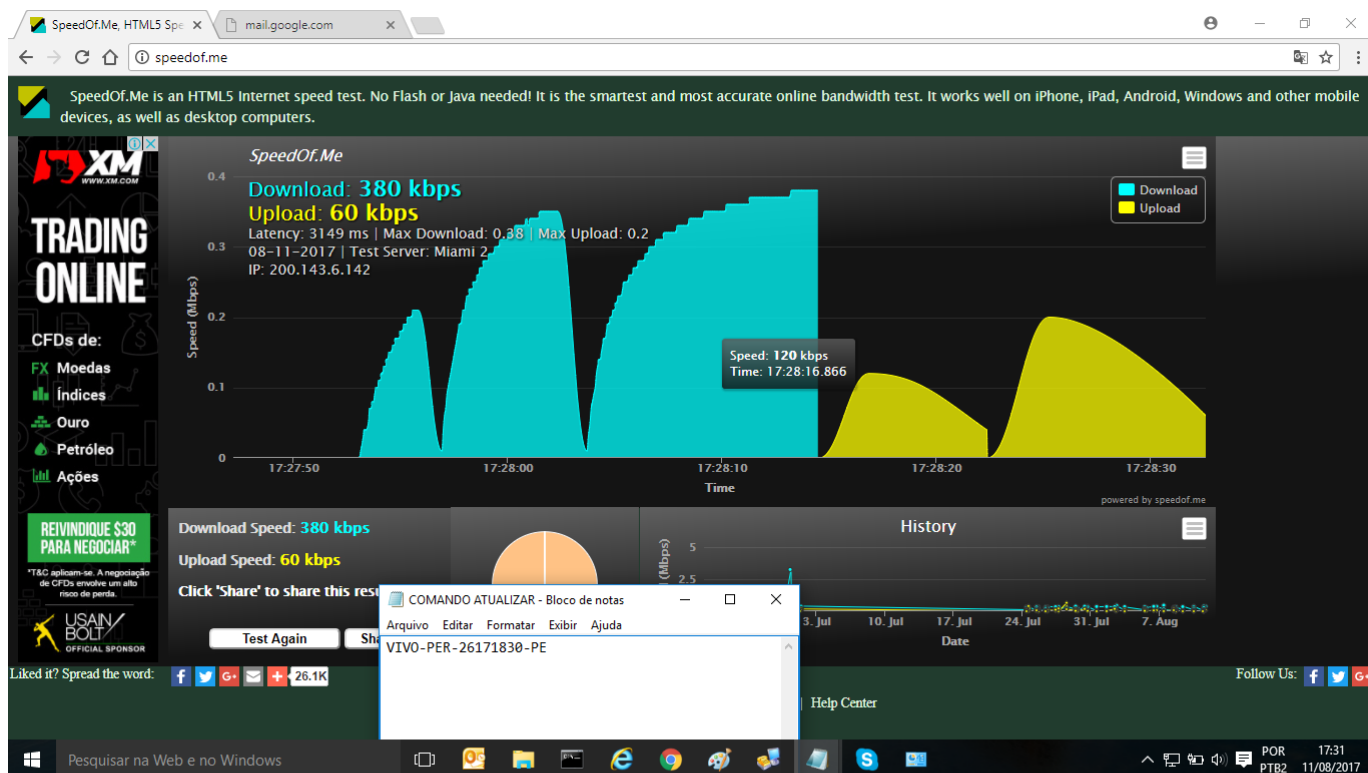 SpeedOf.Me, HTML5 Spe
mail.google.com
speedof.me
SpeedOf.Me is an HTML5 Internet speed test. No Flash or Java needed! It is the smartest and most accurate online bandwidth test. It works well on iPhone, iPad, Android, Windows and other mobile
devices, as well as desktop computers.
XM
WWW.XM.COM
TRADING
ONLINE
CFDs de:
FX Moedas
Índices
Ouro
Petróleo
Ações
REIVINDIQUE $30
PARA NEGOCIAR*
*T&C aplicam-se. A negociação
de CFDs envolve um alto
risco de perda.
USAIN
BOLT
OFFICIAL SPONSOR
SpeedOf.Me
Download: 380 kbps
Upload: 60 kbps
Latency: 3149 ms | Max Download: 0.38 | Max Upload: 0.2
08-11-2017 | Test Server: Miami 2
IP: 200.143.6.142
Download
Upload
Speed (Mbps)
0.4
0.3
0.2
0.1
0
Speed: 120 kbps
Time: 17:28:16.866
17:27:50
17:28:00
17:28:10
17:28:20
17:28:30
Time
powered by speedof.me
Download Speed: 380 kbps
Upload Speed: 60 kbps
Click 'Share' to share this resu
Test Again
Sha
History
(Mbps)
5
2.5
3. Jul
10. Jul
17. Jul
24. Jul
31. Jul
7. Aug
Date
COMANDO ATUALIZAR - Bloco de notas
Arquivo Editar Formatar Exibir Ajuda
VIVO-PER-26171830-PE
Liked it? Spread the word:
26.1K
Follow Us:
| Help Center
Pesquisar na Web e no Windows
POR
PTB2
17:31
11/08/2017